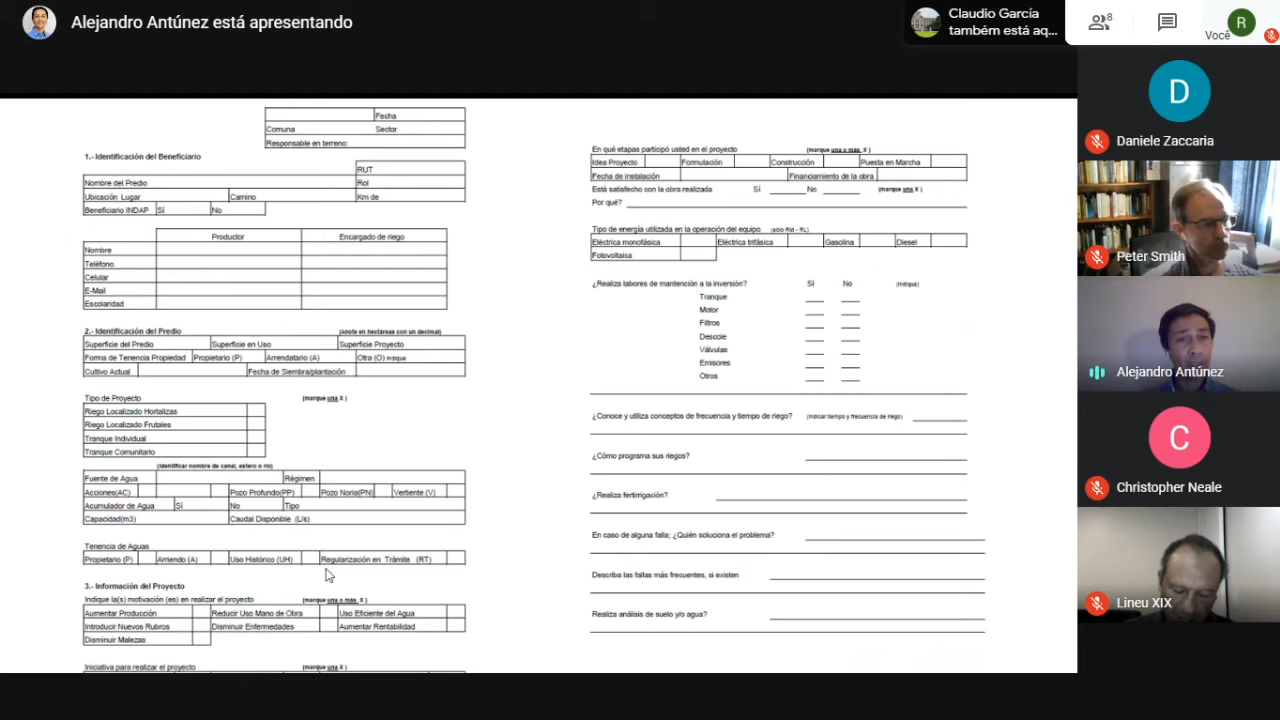 Alejandro Antúnez está apresentando
Claudio García
también está aq...
8
R
Você
Fecha
Comuna Sector
Responsable en terreno:
1.- Identificación del Beneficiario
RUT
Nombre del Predio Rol
Ubicación Lugar Camino Km de
Beneficiario INDAP Sí No
Productor Encargado de riego
Nombre
Teléfono
Celular
E-Mail
Escolaridad
2.- Identificación del Predio (Anote en hectáreas con un decimal)
Superficie del Predio Superficie en Uso Superficie Proyecto
Forma de Tenencia Propiedad Propietario (P) Arrendatario (A) Otra (O) Indique
Cultivo Actual Fecha de Siembra/plantación
Tipo de Proyecto (marque una X )
Riego Localizado Hortalizas
Riego Localizado Frutales
Tranque Individual
Tranque Comunitario
(Identificar nombre de canal, estero o río)
Fuente de Agua Régimen
Acciones(AC) Pozo Profundo(PP) Pozo Noria(PN) Vertiente (V)
Acumulador de Agua Sí No Tipo
Capacidad(m3) Caudal Disponible (L/s)
Tenencia de Aguas
Propietario (P) Arriendo (A) Uso Histórico (UH) Regularización en Trámite (RT)
3.- Información del Proyecto
Indique la(s) motivación (es) en realizar el proyecto (marque una o más X )
Aumentar Producción Reducir Uso Mano de Obra Uso Eficiente del Agua
Introducir Nuevos Rubros Disminuir Enfermedades Aumentar Rentabilidad
Disminuir Malezas
Iniciativa para realizar el proyecto (marque una X )
En qué etapas participó usted en el proyecto (marque una o más X )
Idea Proyecto Formulación Construcción Puesta en Marcha
Fecha de instalación Financiamiento de la obra
Está satisfecho con la obra realizada Sí No (marque una X )
Por qué?
Tipo de energía utilizada en la operación del equipo (sólo RM - RL)
Eléctrica monofásica Eléctrica trifásica Gasolina Diesel
Fotovoltaica
¿Realiza labores de mantención a la inversión? Sí No (indique)
Tranque
Motor
Filtros
Descole
Válvulas
Emisores
Otros
¿Conoce y utiliza conceptos de frecuencia y tiempo de riego? (Indicar tiempo y frecuencia de riego)
¿Cómo programa sus riegos?
¿Realiza fertirrigación?
En caso de alguna falla; ¿Quién soluciona el problema?
Describa las fallas más frecuentes, si existen
Realiza análisis de suelo y/o agua?
D
Daniele Zaccaria
Peter Smith
Alejandro Antúnez
C
Christopher Neale
Lineu XIX